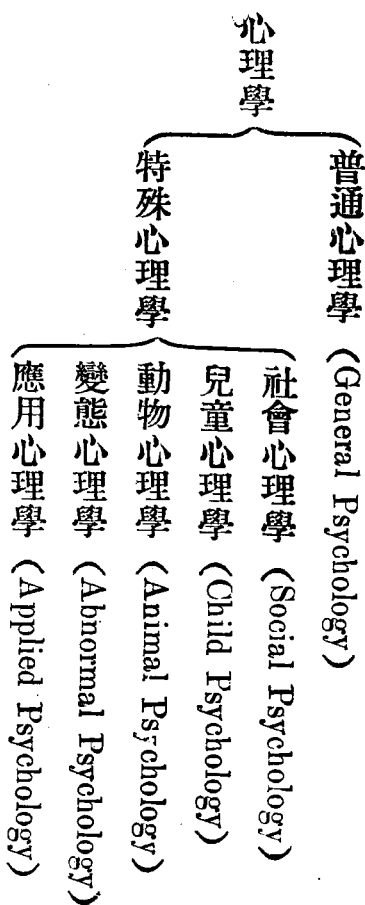 心理學
普通心理學 (General Psychology)
特殊心理學
社會心理學 (Social Psychology)
兒童心理學 (Child Psychology)
動物心理學 (Animal Psychology)
變態心理學 (Abnormal Psychology)
應用心理學 (Applied Psychology)